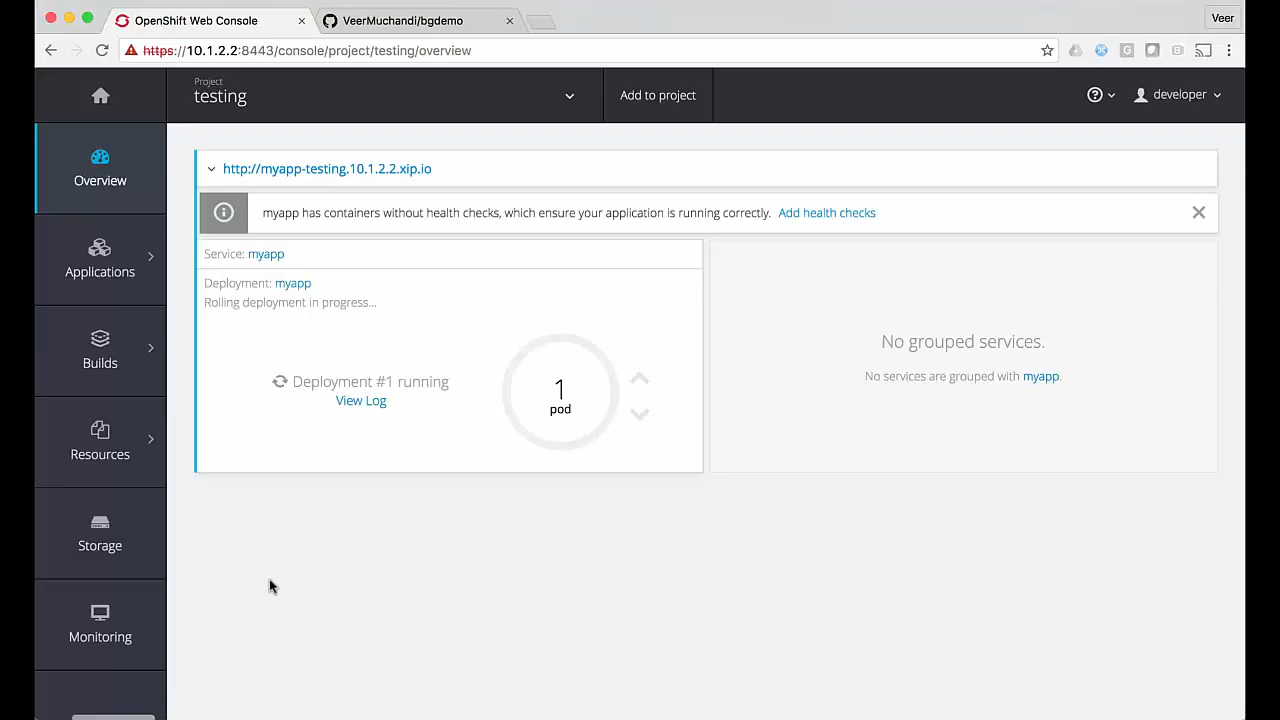 OpenShift Web Console
VeerMuchandi/bgdemo
Veer
https://10.1.2.2:8443/console/project/testing/overview
Project
testing
Add to project
developer
Overview
Applications
Builds
Resources
Storage
Monitoring
http://myapp-testing.10.1.2.2.xip.io
myapp has containers without health checks, which ensure your application is running correctly. Add health checks
Service: myapp
Deployment: myapp
Rolling deployment in progress...
Deployment #1 running
View Log
1
pod
No grouped services.
No services are grouped with myapp.